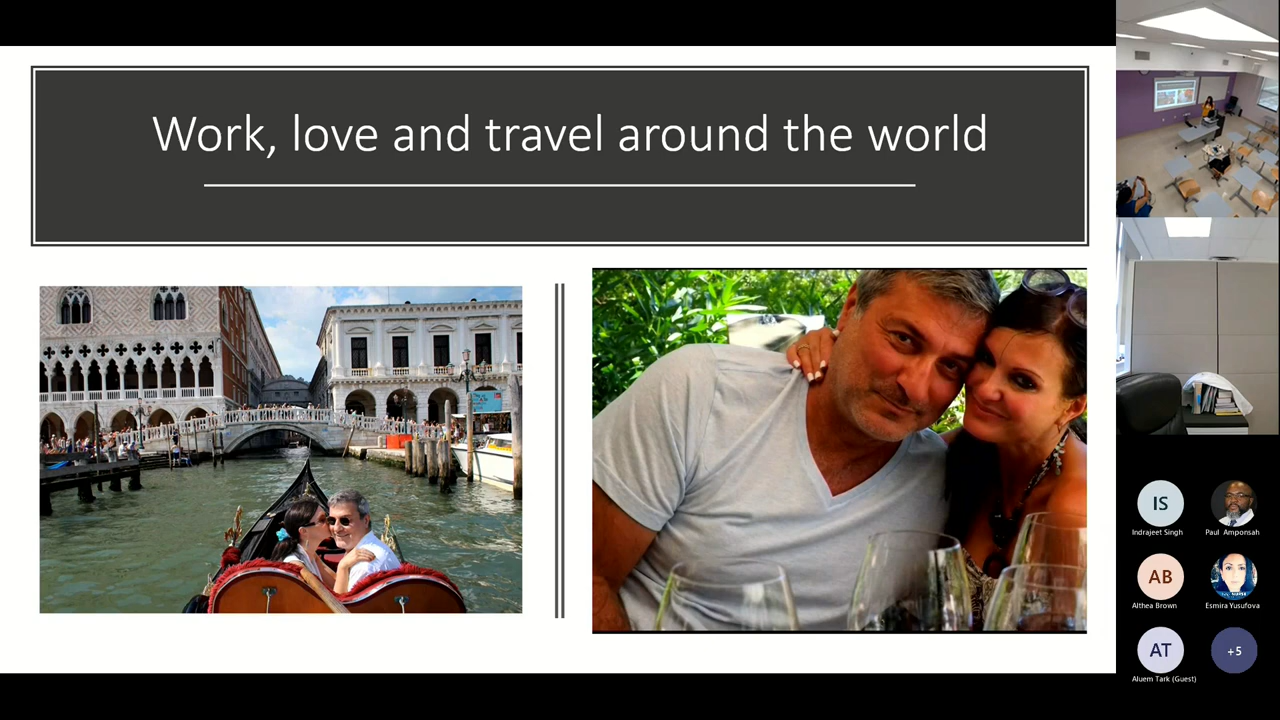 Work, love and travel around the world
IS
Indrajeet Singh
Paul Amponsah
AB
Althea Brown
Esmira Yusufova
AT
Aluem Tark (Guest)
+5